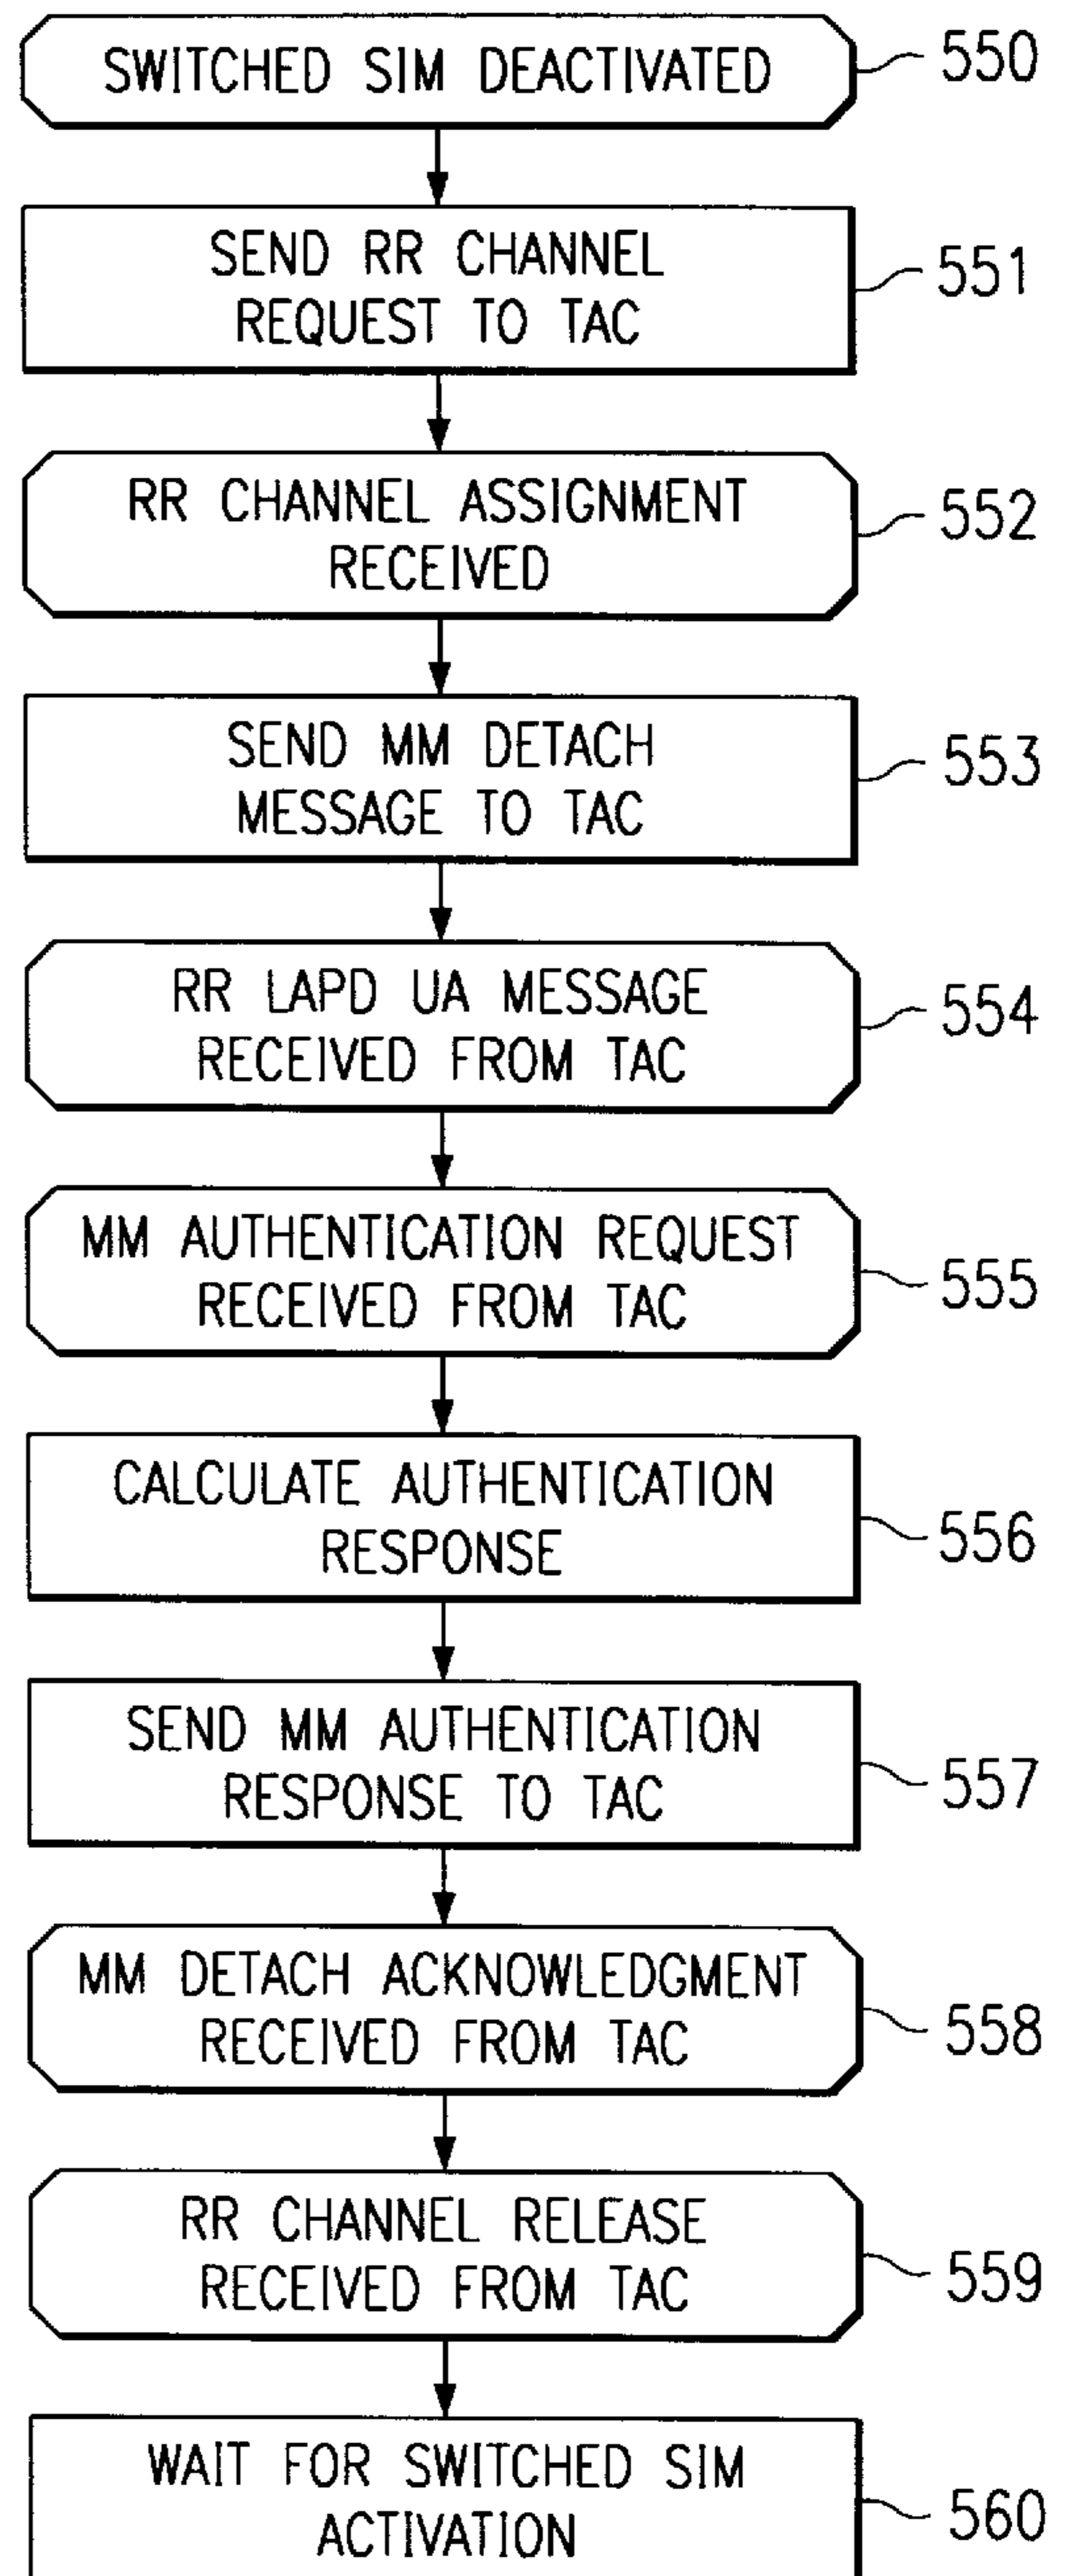 SWITCHED SIM DEACTIVATED
550
SEND RR CHANNEL
REQUEST TO TAC
551
RR CHANNEL ASSIGNMENT
RECEIVED
552
SEND MM DETACH
MESSAGE TO TAC
553
RR LAPD UA MESSAGE
RECEIVED FROM TAC
554
MM AUTHENTICATION REQUEST
RECEIVED FROM TAC
555
CALCULATE AUTHENTICATION
RESPONSE
556
SEND MM AUTHENTICATION
RESPONSE TO TAC
557
MM DETACH ACKNOWLEDGMENT
RECEIVED FROM TAC
558
RR CHANNEL RELEASE
RECEIVED FROM TAC
559
WAIT FOR SWITCHED SIM
ACTIVATION
560